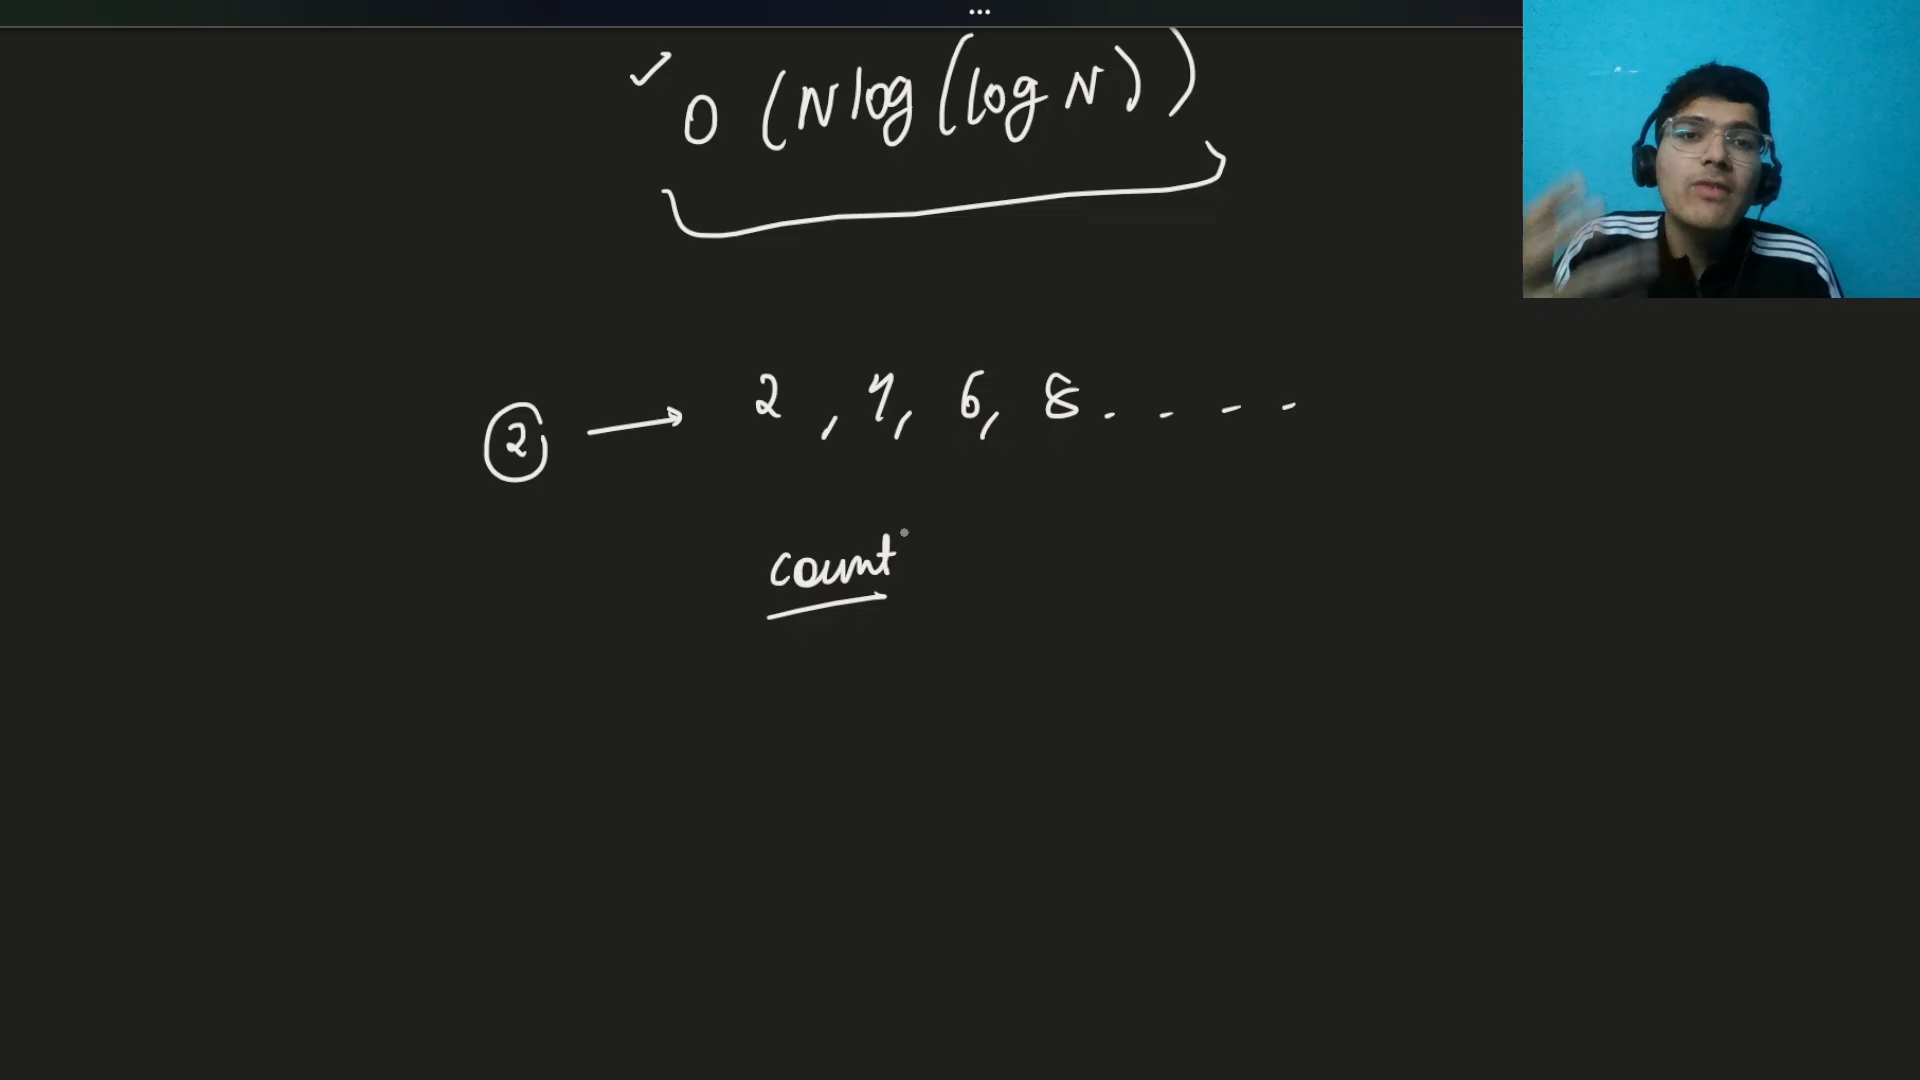 O (N log (log N))
2 → 2, 4, 6, 8 . . - -
count